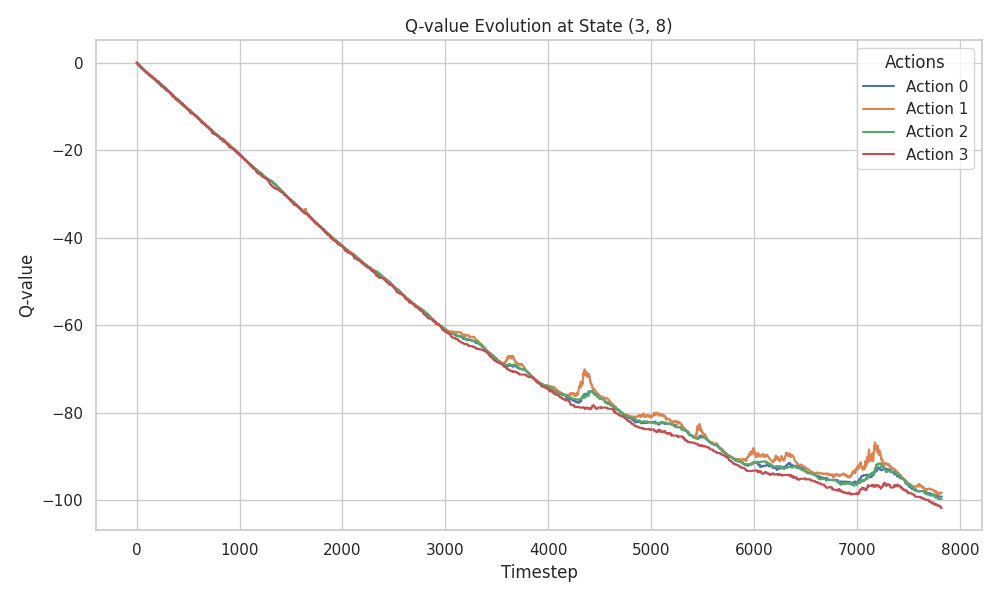 Q-value Evolution at State (3, 8)
Actions
Action 0
Action 1
Action 2
Action 3
Q-value
0
−20
−40
−60
−80
−100
0 1000 2000 3000 4000 5000 6000 7000 8000
Timestep